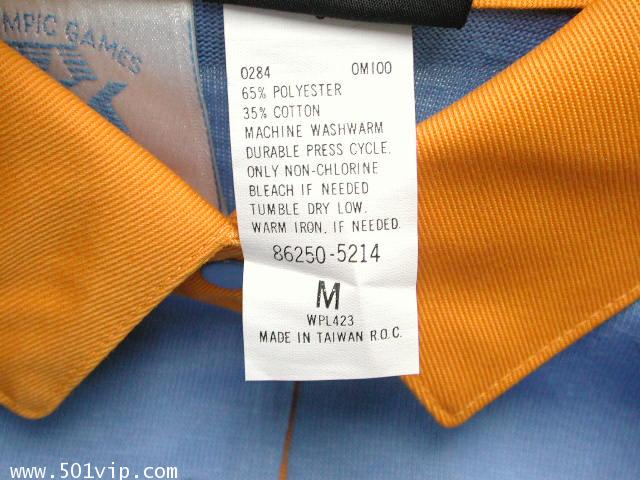 MPIC GAMES
0284 OM100
65% POLYESTER
35% COTTON
MACHINE WASHWARM
DURABLE PRESS CYCLE.
ONLY NON-CHLORINE
BLEACH IF NEEDED
TUMBLE DRY LOW.
WARM IRON, IF NEEDED.
86250-5214
M
WPL423
MADE IN TAIWAN R.O.C.
www.501vip.com